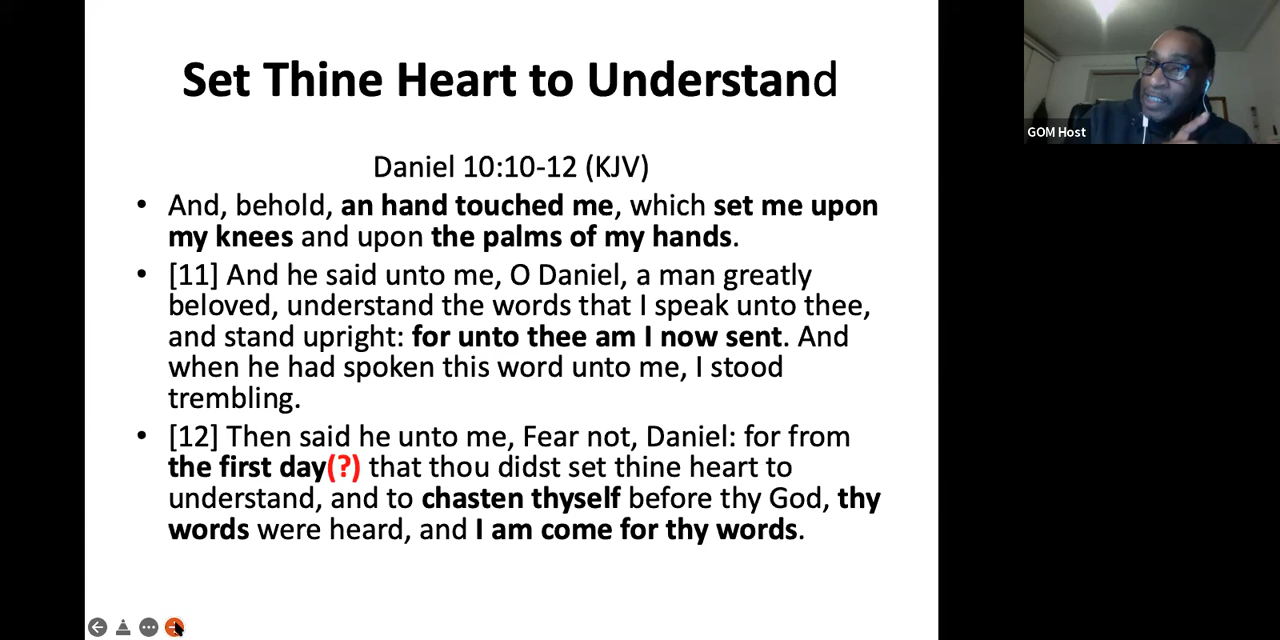 Set Thine Heart to Understand
Daniel 10:10-12 (KJV)
• And, behold, an hand touched me, which set me upon
my knees and upon the palms of my hands.
• [11] And he said unto me, O Daniel, a man greatly
beloved, understand the words that I speak unto thee,
and stand upright: for unto thee am I now sent. And
when he had spoken this word unto me, I stood
trembling.
• [12] Then said he unto me, Fear not, Daniel: for from
the first day(?) that thou didst set thine heart to
understand, and to chasten thyself before thy God, thy
words were heard, and I am come for thy words.
GOM Host